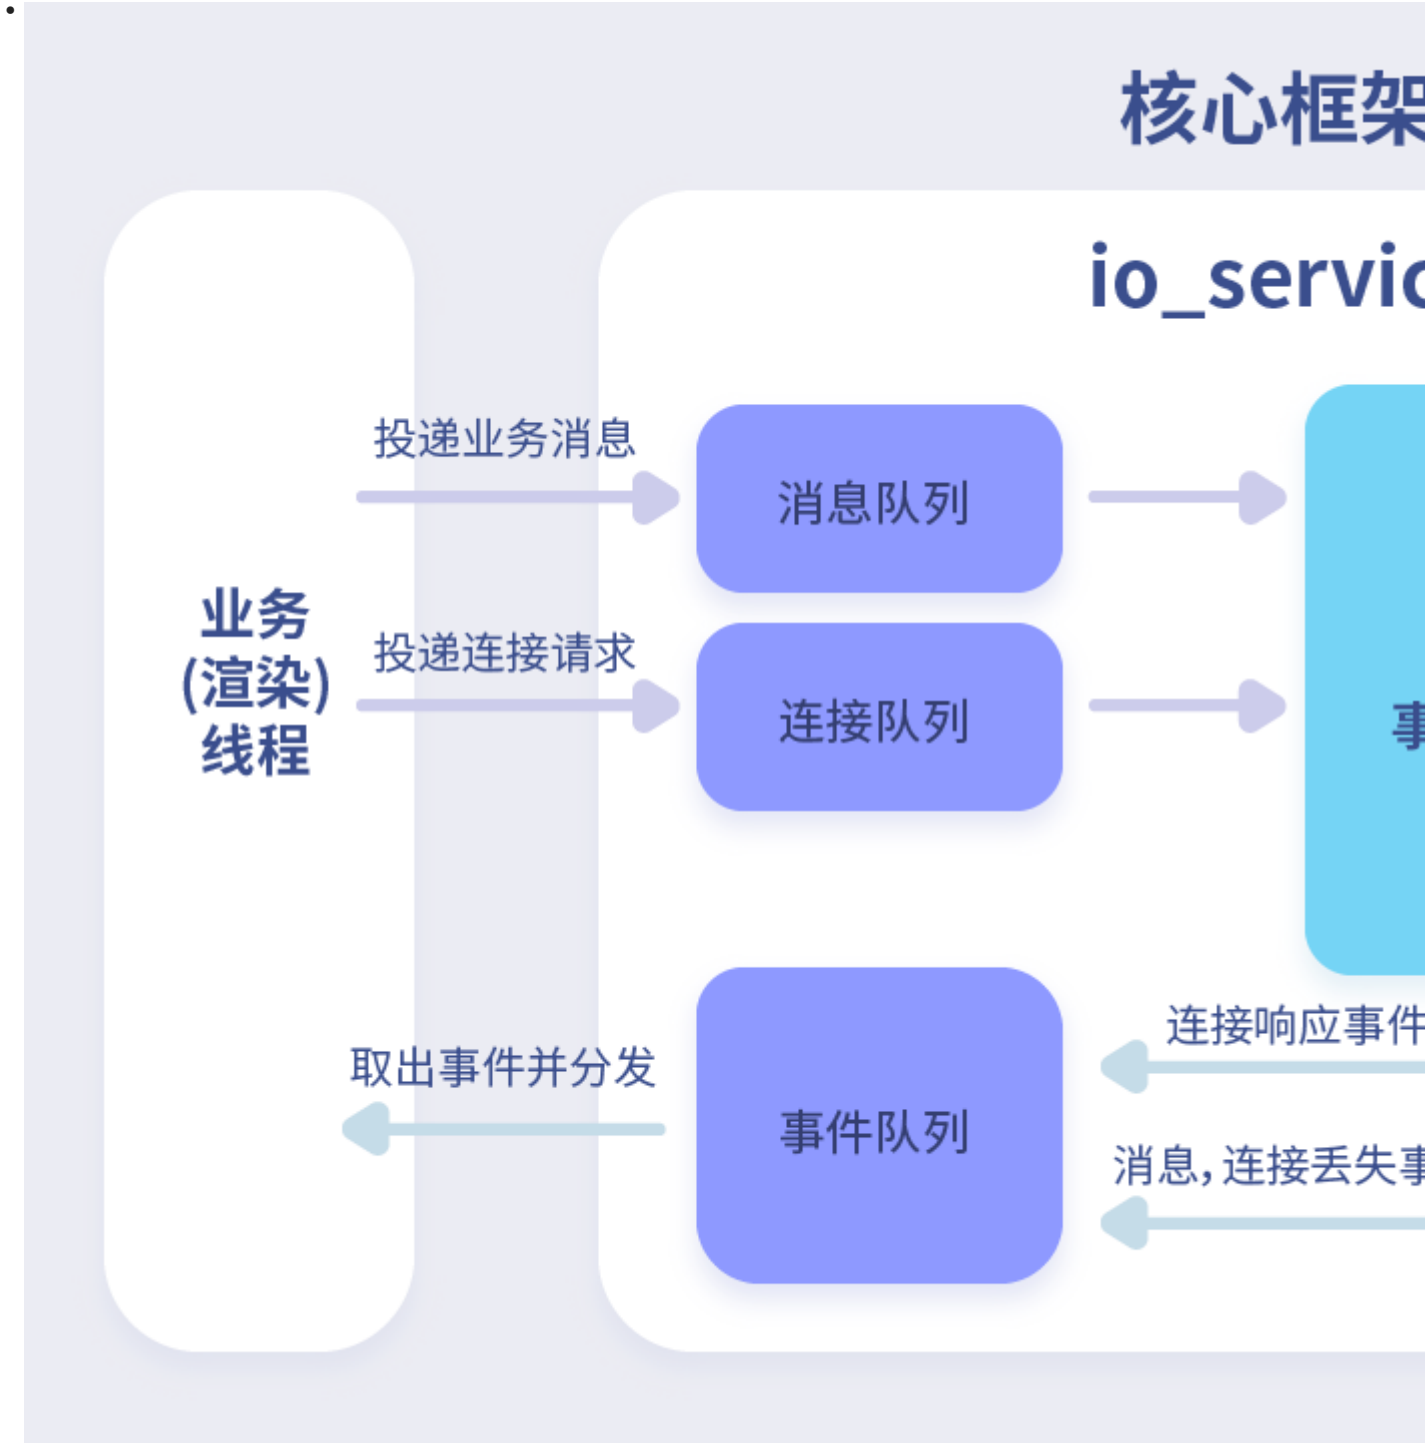 核心框架
io_servic
投递业务消息
消息队列
业务
(渲染)
线程
投递连接请求
连接队列
事
连接响应事件
取出事件并分发
事件队列
消息,连接丢失事